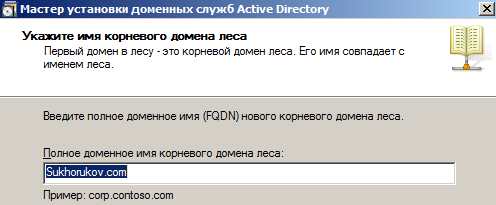 Мастер установки доменных служб Active Directory
Укажите имя корневого домена леса
Первый домен в лесу - это корневой домен леса. Его имя совпадает с
именем леса.
Введите полное доменное имя (FQDN) нового корневого домена леса.
Полное доменное имя корневого домена леса:
Sukhorukov.com
Пример: corp.contoso.com